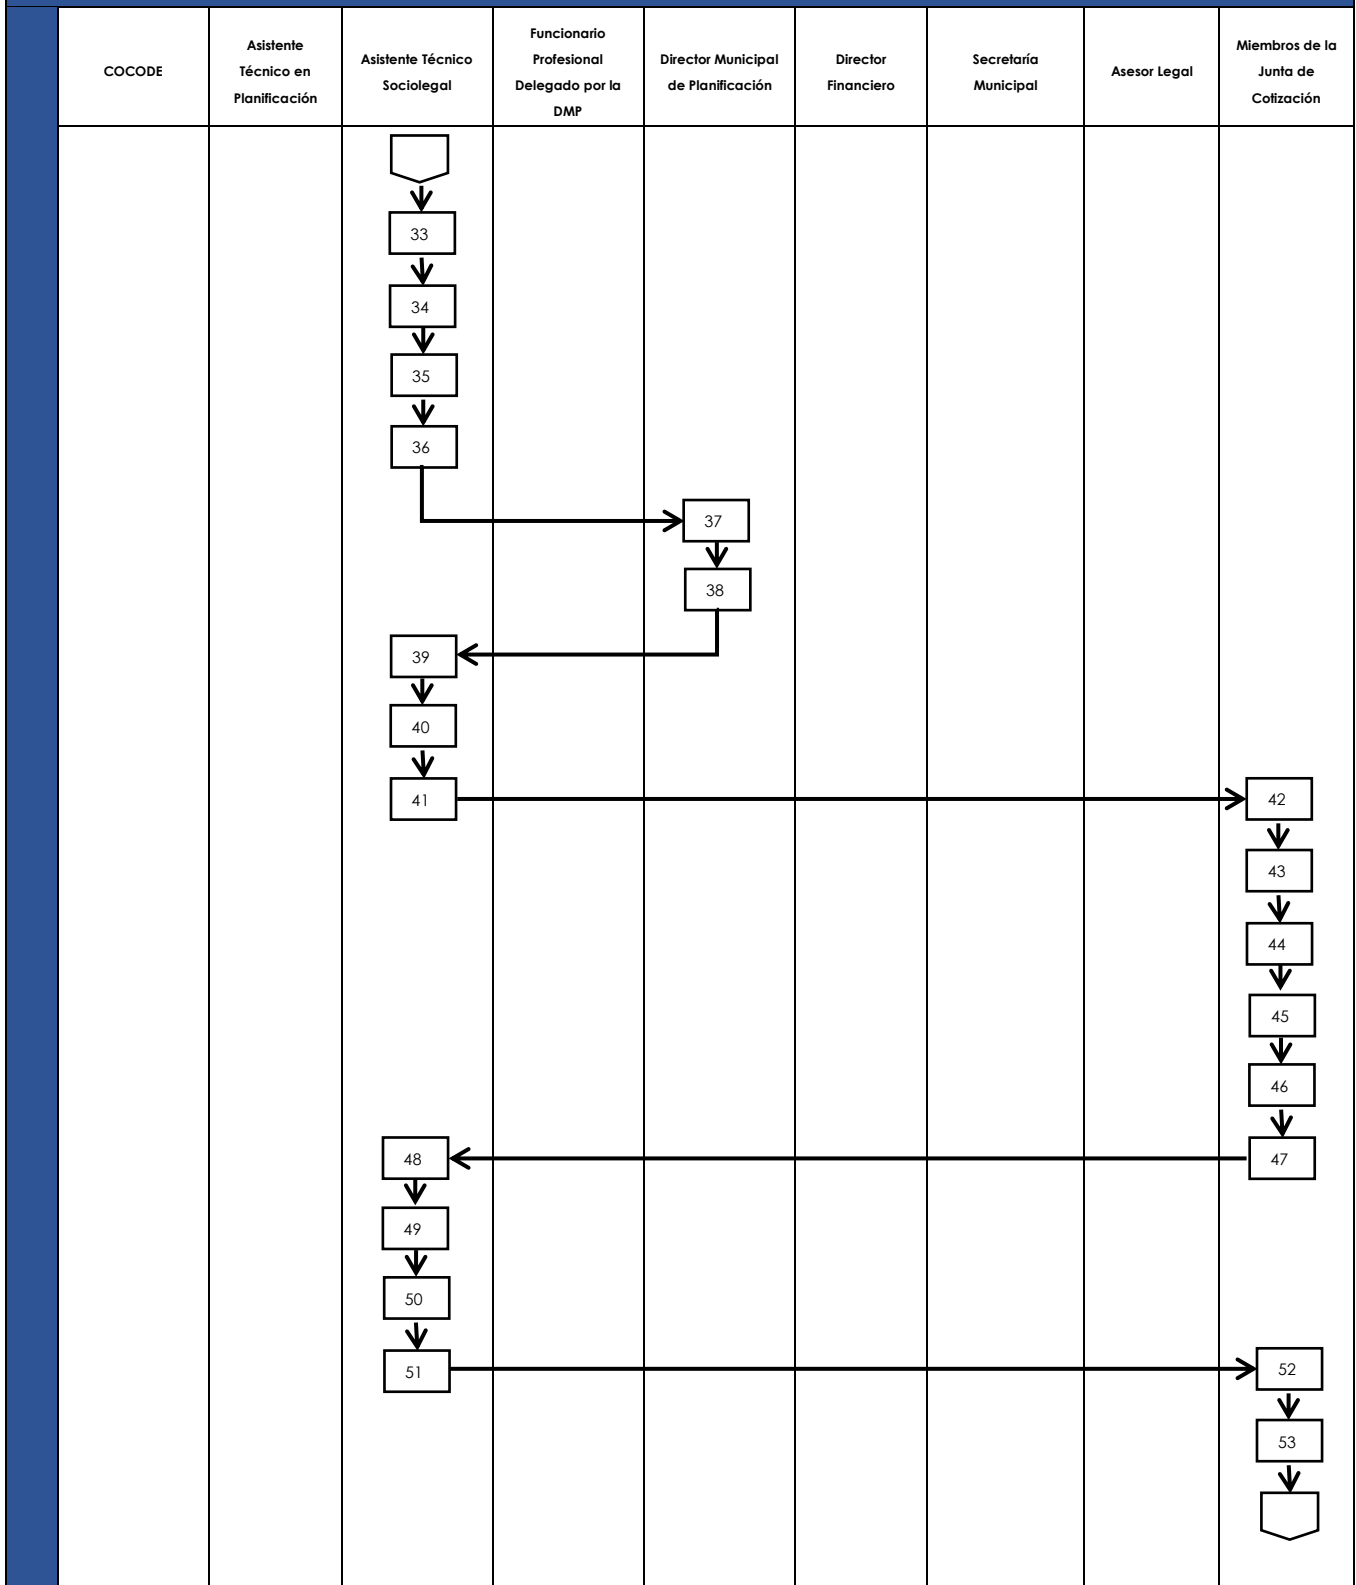 COCODE
Asistente
Técnico en
Planificación
Asistente Técnico
Sociolegal
Funcionario
Profesional
Delegado por la
DMP
Director Municipal
de Planificación
Director
Financiero
Secretaría
Municipal
Asesor Legal
Miembros de la
Junta de
Cotización
33
34
35
36
37
38
39
40
41
42
43
44
45
46
47
48
49
50
51
52
53